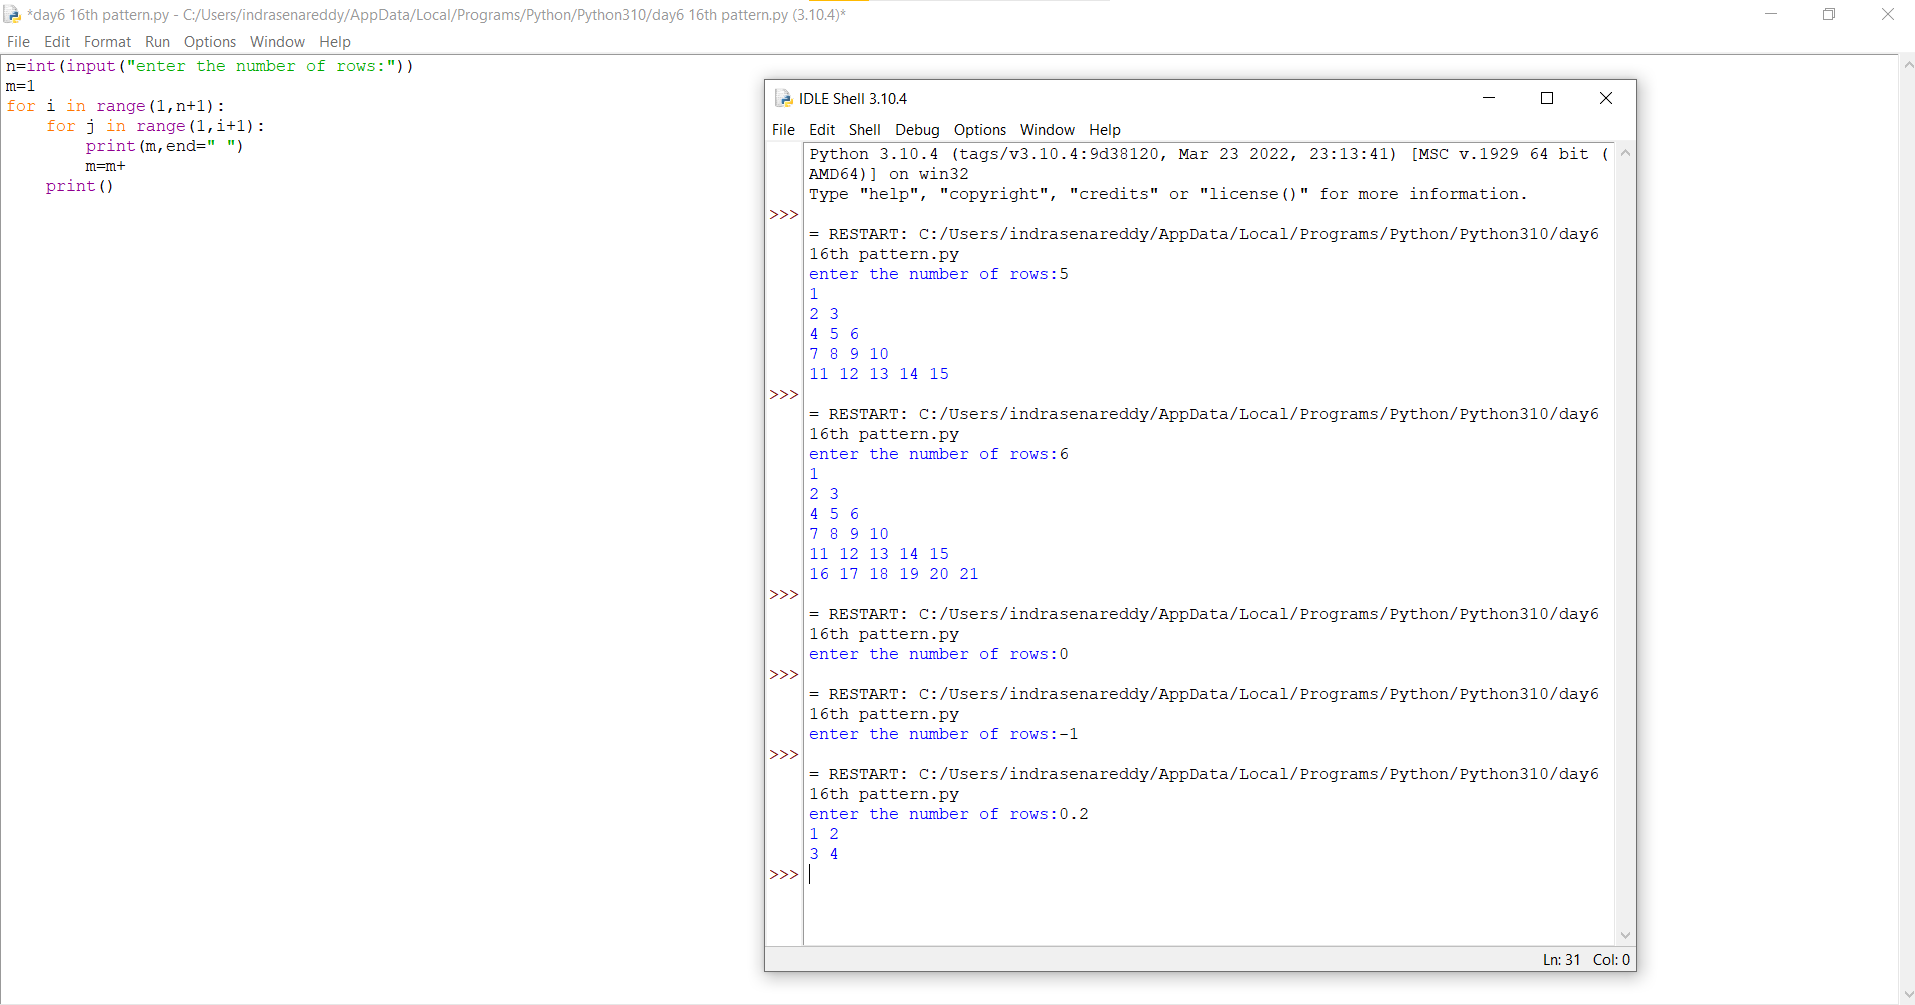 *day6 16th pattern.py - C:/Users/indrasenareddy/AppData/Local/Programs/Python/Python310/day6 16th pattern.py (3.10.4)*
File Edit Format Run Options Window Help
n=int(input("enter the number of rows:"))
m=1
for i in range(1,n+1):
    for j in range(1,i+1):
        print(m,end=" ")
        m=m+
    print()
IDLE Shell 3.10.4
File Edit Shell Debug Options Window Help
Python 3.10.4 (tags/v3.10.4:9d38120, Mar 23 2022, 23:13:41) [MSC v.1929 64 bit (
AMD64)] on win32
Type "help", "copyright", "credits" or "license()" for more information.
>>>
= RESTART: C:/Users/indrasenareddy/AppData/Local/Programs/Python/Python310/day6
16th pattern.py
enter the number of rows:5
1
2 3
4 5 6
7 8 9 10
11 12 13 14 15
>>>
= RESTART: C:/Users/indrasenareddy/AppData/Local/Programs/Python/Python310/day6
16th pattern.py
enter the number of rows:6
1
2 3
4 5 6
7 8 9 10
11 12 13 14 15
16 17 18 19 20 21
>>>
= RESTART: C:/Users/indrasenareddy/AppData/Local/Programs/Python/Python310/day6
16th pattern.py
enter the number of rows:0
>>>
= RESTART: C:/Users/indrasenareddy/AppData/Local/Programs/Python/Python310/day6
16th pattern.py
enter the number of rows:-1
>>>
= RESTART: C:/Users/indrasenareddy/AppData/Local/Programs/Python/Python310/day6
16th pattern.py
enter the number of rows:0.2
1 2
3 4
>>>
Ln: 31 Col: 0